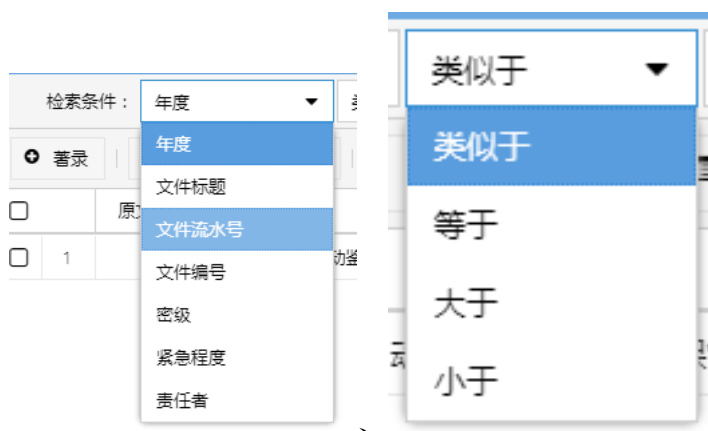 检索条件： 年度
年度
著录
文件标题
原
文件流水号
1
文件编号
密级
紧急程度
责任者
类似于
类似于
等于
大于
小于